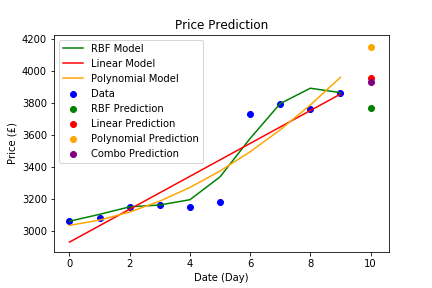 Price Prediction
4200
4000
3800
3600
3400
3200
3000
Price (£)
RBF Model
Linear Model
Polynomial Model
Data
RBF Prediction
Linear Prediction
Polynomial Prediction
Combo Prediction
0 2 4 6 8 10
Date (Day)